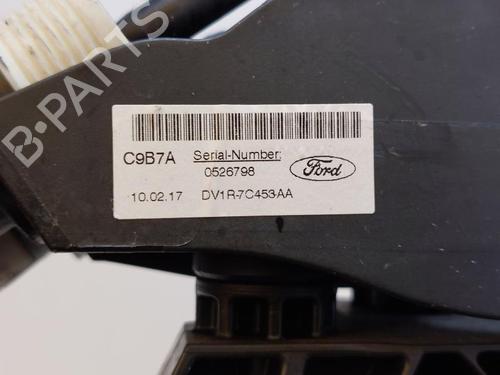 B-PARTS
C9B7A Serial-Number:
0526798
Ford
10.02.17 DV1R-7C453-AA